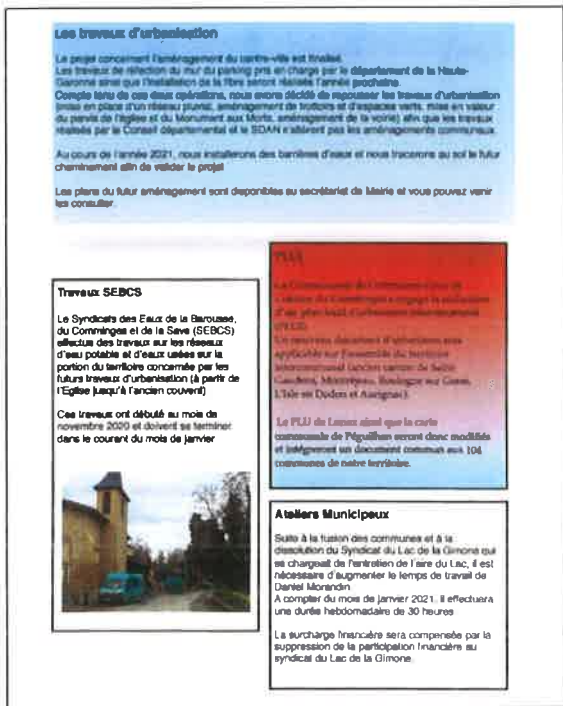 Les travaux d'urbanisation
Le projet concernant l'aménagement du centre-ville est finalisé.
Les travaux de réfection du mur du parking pris en charge par le département de la Haute-
Garonne ainsi que l'installation de la fibre seront réalisés l'année prochaine.
Compte tenu de ces deux opérations, nous avons décidé de repousser les travaux d'urbanisation
(mise en place d'un réseau pluvial, aménagement de trottoirs et d'espaces verts, mise en valeur
du parvis de l'église et du Monument aux Morts, aménagement de la voirie) afin que les travaux
réalisés par le Conseil départemental et le SDAN n'altèrent pas les aménagements communaux.
Au cours de l'année 2021, nous installerons des barrières d'eaux et nous tracerons au sol le futur
cheminement afin de valider le projet
Les plans du futur aménagement sont disponibles au secrétariat de Mairie et vous pouvez venir
les consulter.
Travaux SEBCS
Le Syndicats des Eaux de la Barousse,
du Comminges et de la Save (SEBCS)
effectue des travaux sur les réseaux
d'eau potable et d'eaux usées sur la
portion du territoire concernée par les
futurs travaux d'urbanisation (à partir de
l'Eglise jusqu'à l'ancien couvent)
Ces travaux ont débuté au mois de
novembre 2020 et doivent se terminer
dans le courant du mois de janvier
PLUI
La Communauté de Communes Cœur et
Coteaux du Comminges a engagé la réalisation
d'un plan local d'urbanisme intercommunal
(PLUI).
Un nouveau document d'urbanisme sera
applicable sur l'ensemble du territoire
intercommunal (ancien canton de Saint
Gaudens, Montréjeau, Boulogne sur Gesse,
L'Isle en Dodon et Aurignac).
Le PLU de Lunax ainsi que la carte
communale de Péguilhan seront donc modifiés
et intégreront un document commun aux 104
communes de notre territoire.
Ateliers Municipaux
Suite à la fusion des communes et à la
dissolution du Syndicat du Lac de la Gimone qui
se chargeait de l'entretien de l'aire du Lac, il est
nécessaire d'augmenter le temps de travail de
Daniel Morandin
A compter du mois de janvier 2021, il effectuera
une durée hebdomadaire de 30 heures
La surcharge financière sera compensée par la
suppression de la participation financière au
syndicat du Lac de la Gimone.